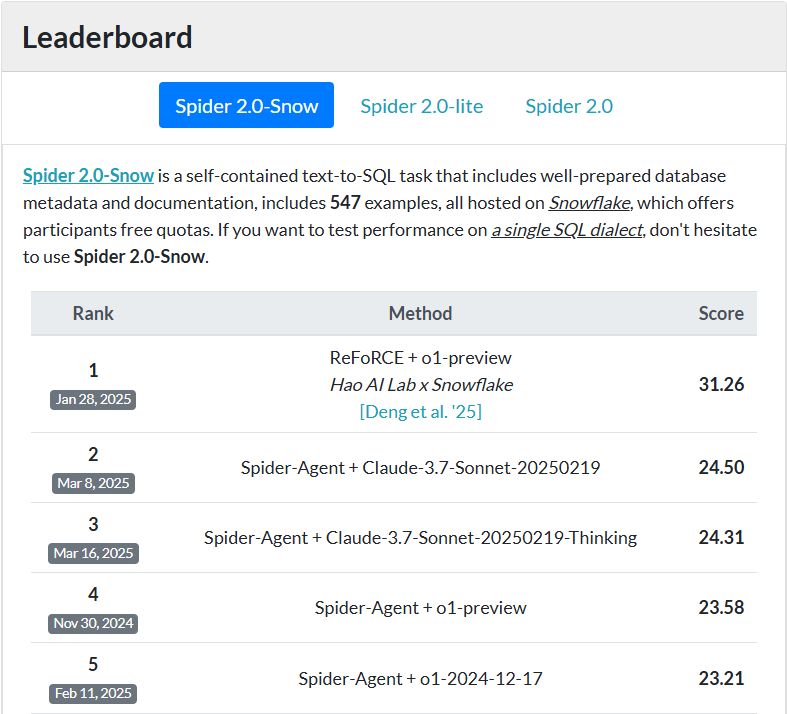 Leaderboard
Spider 2.0-Snow Spider 2.0-lite Spider 2.0
Spider 2.0-Snow is a self-contained text-to-SQL task that includes well-prepared database
metadata and documentation, includes 547 examples, all hosted on Snowflake, which offers
participants free quotas. If you want to test performance on a single SQL dialect, don't hesitate
to use Spider 2.0-Snow.
Rank Method Score
1
Jan 28, 2025
ReFoRCE + o1-preview
Hao AI Lab x Snowflake
[Deng et al. '25]
31.26
2
Mar 8, 2025
Spider-Agent + Claude-3.7-Sonnet-20250219
24.50
3
Mar 16, 2025
Spider-Agent + Claude-3.7-Sonnet-20250219-Thinking
24.31
4
Nov 30, 2024
Spider-Agent + o1-preview
23.58
5
Feb 11, 2025
Spider-Agent + o1-2024-12-17
23.21